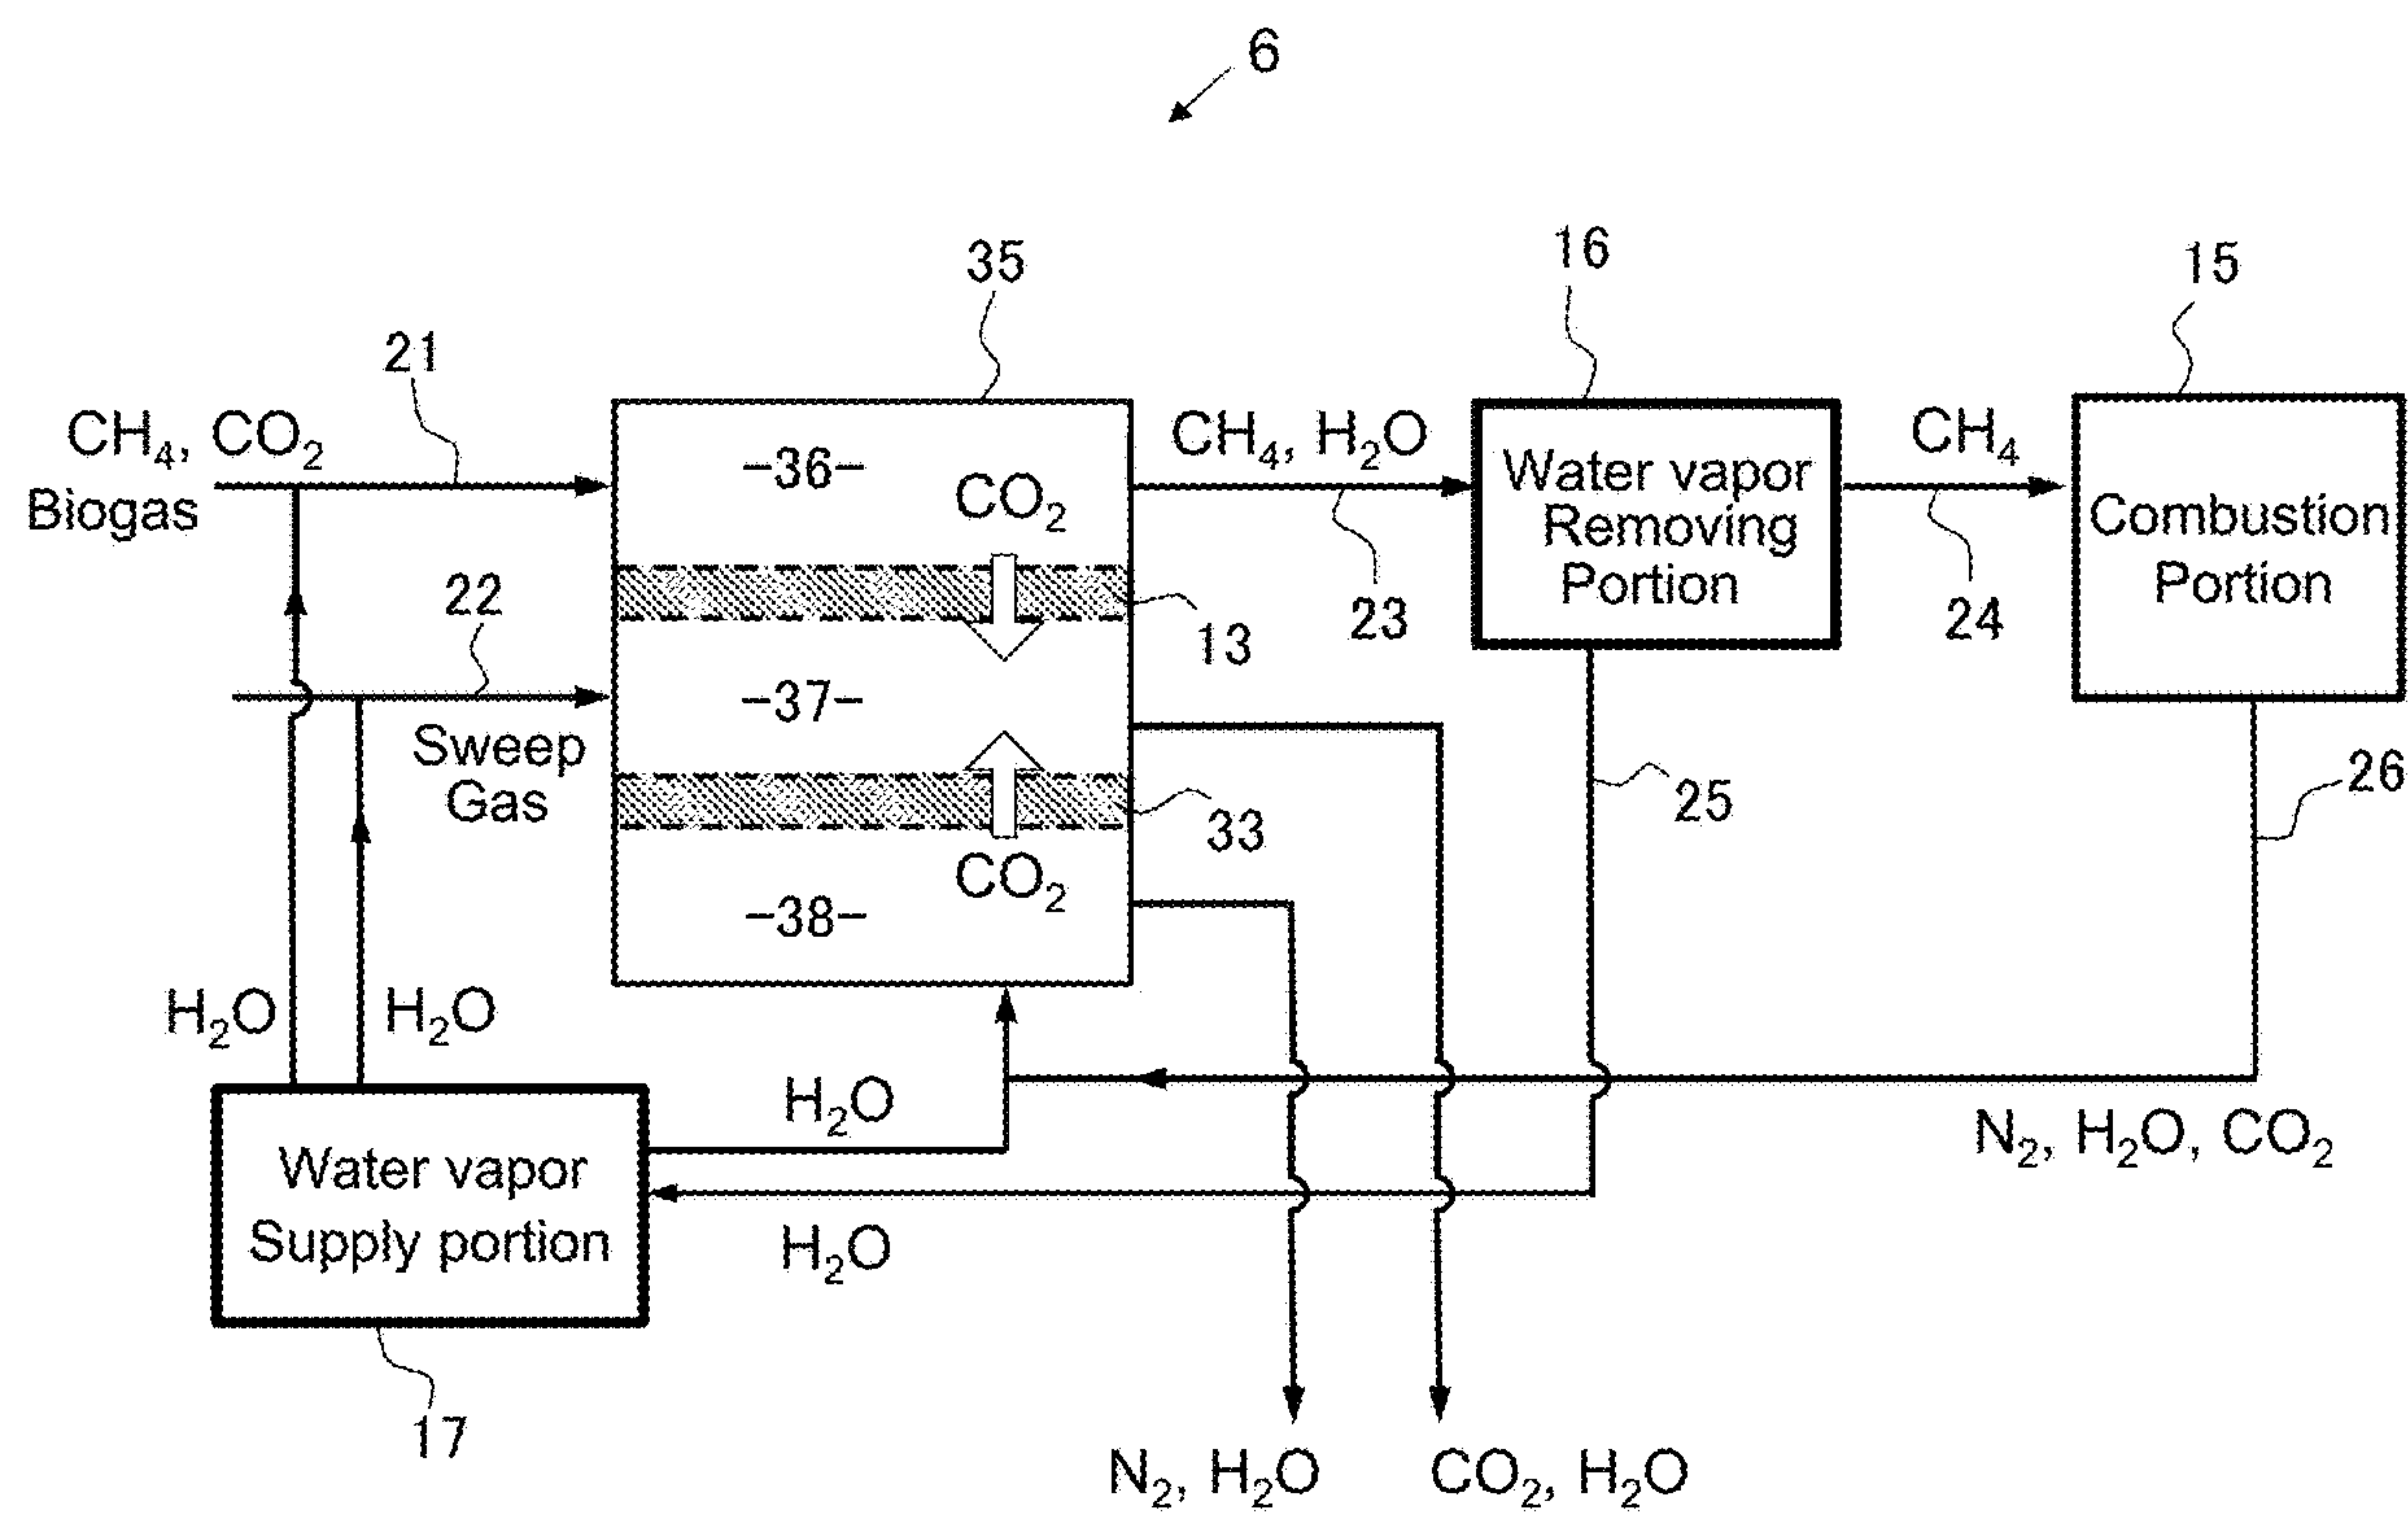 6
35
16
15
21
CH₄, CO₂
Biogas
-36-
CO₂
CH₄, H₂O
Water vapor
Removing
Portion
CH₄
Combustion
Portion
22
13
23
24
-37-
Sweep
Gas
33
25
26
CO₂
-38-
H₂O
H₂O
H₂O
N₂, H₂O, CO₂
Water vapor
Supply portion
H₂O
17
N₂, H₂O
CO₂, H₂O